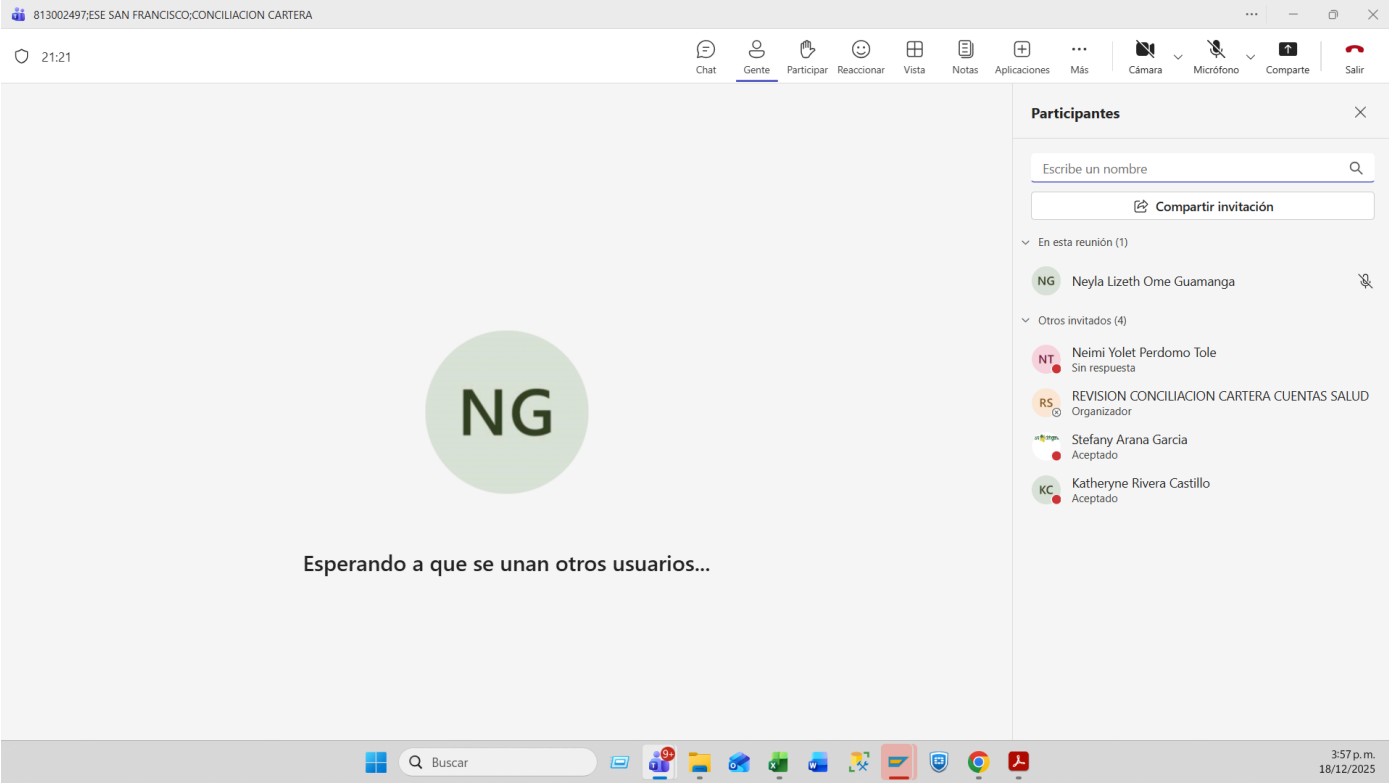 813002497;ESE SAN FRANCISCO;CONCILIACION CARTERA
21:21
Chat
Gente
Participar
Reaccionar
Vista
Notas
Aplicaciones
Más
Cámara
Micrófono
Comparte
Salir
Participantes
Escribe un nombre
Compartir invitación
En esta reunión (1)
NG
Neyla Lizeth Ome Guamanga
Otros invitados (4)
NT
Neimi Yolet Perdomo Tole
Sin respuesta
RS
REVISION CONCILIACION CARTERA CUENTAS SALUD
Organizador
Stefany Arana Garcia
Aceptado
KC
Katheryne Rivera Castillo
Aceptado
NG
Esperando a que se unan otros usuarios...
Buscar
9+
3:57 p. m.
18/12/2025